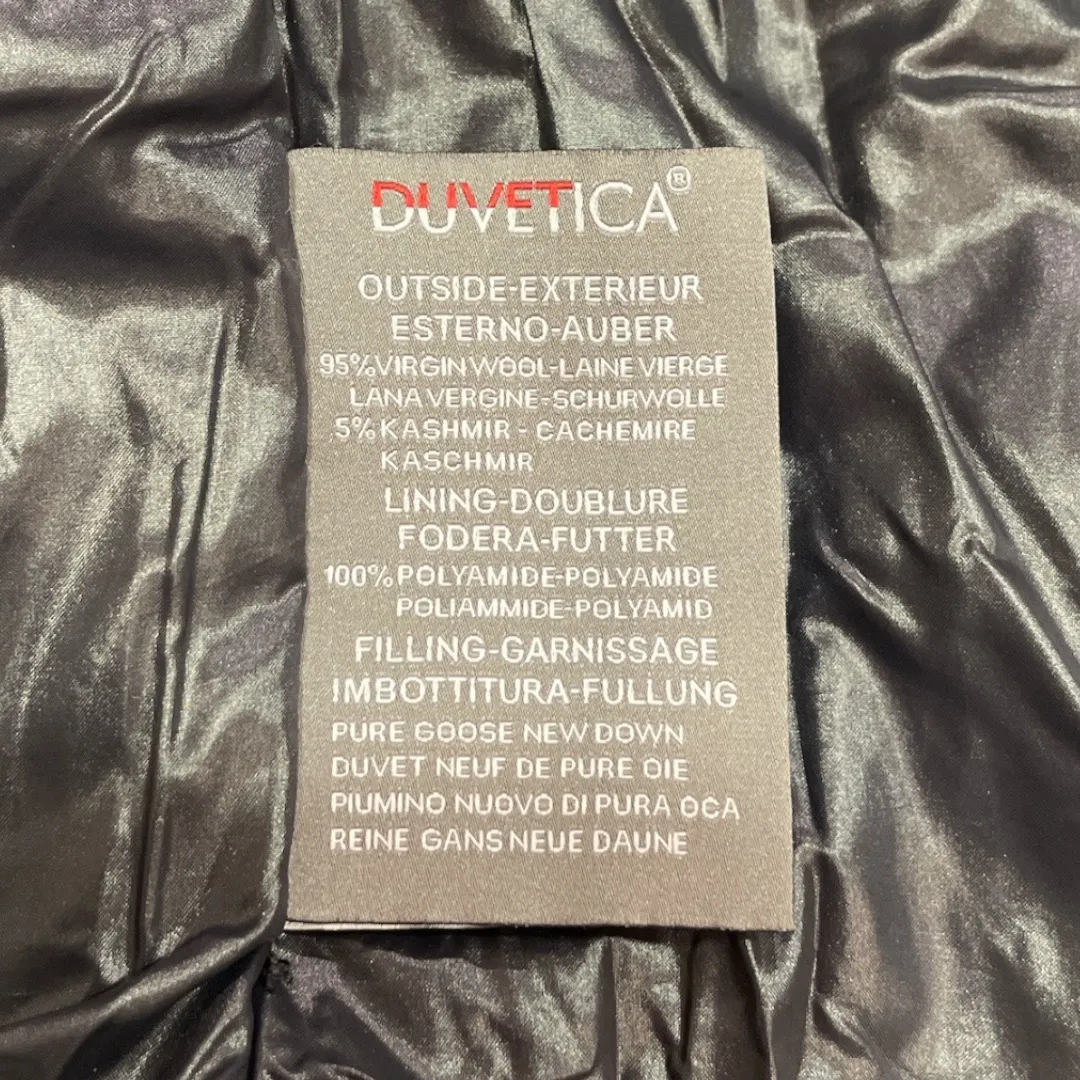 DUVETICA®
OUTSIDE-EXTERIEUR
ESTERNO-AUBER
95% VIRGIN WOOL-LAINE VIERGE
LANA VERGINE-SCHURWOLLE
5% KASHMIR - CACHEMIRE
KASCHMIR
LINING-DOUBLURE
FODERA-FUTTER
100% POLYAMIDE-POLYAMIDE
POLIAMMIDE-POLYAMID
FILLING-GARNISSAGE
IMBOTTITURA-FULLUNG
PURE GOOSE NEW DOWN
DUVET NEUF DE PURE OIE
PIUMINO NUOVO DI PURA OCA
REINE GANS NEUE DAUNE